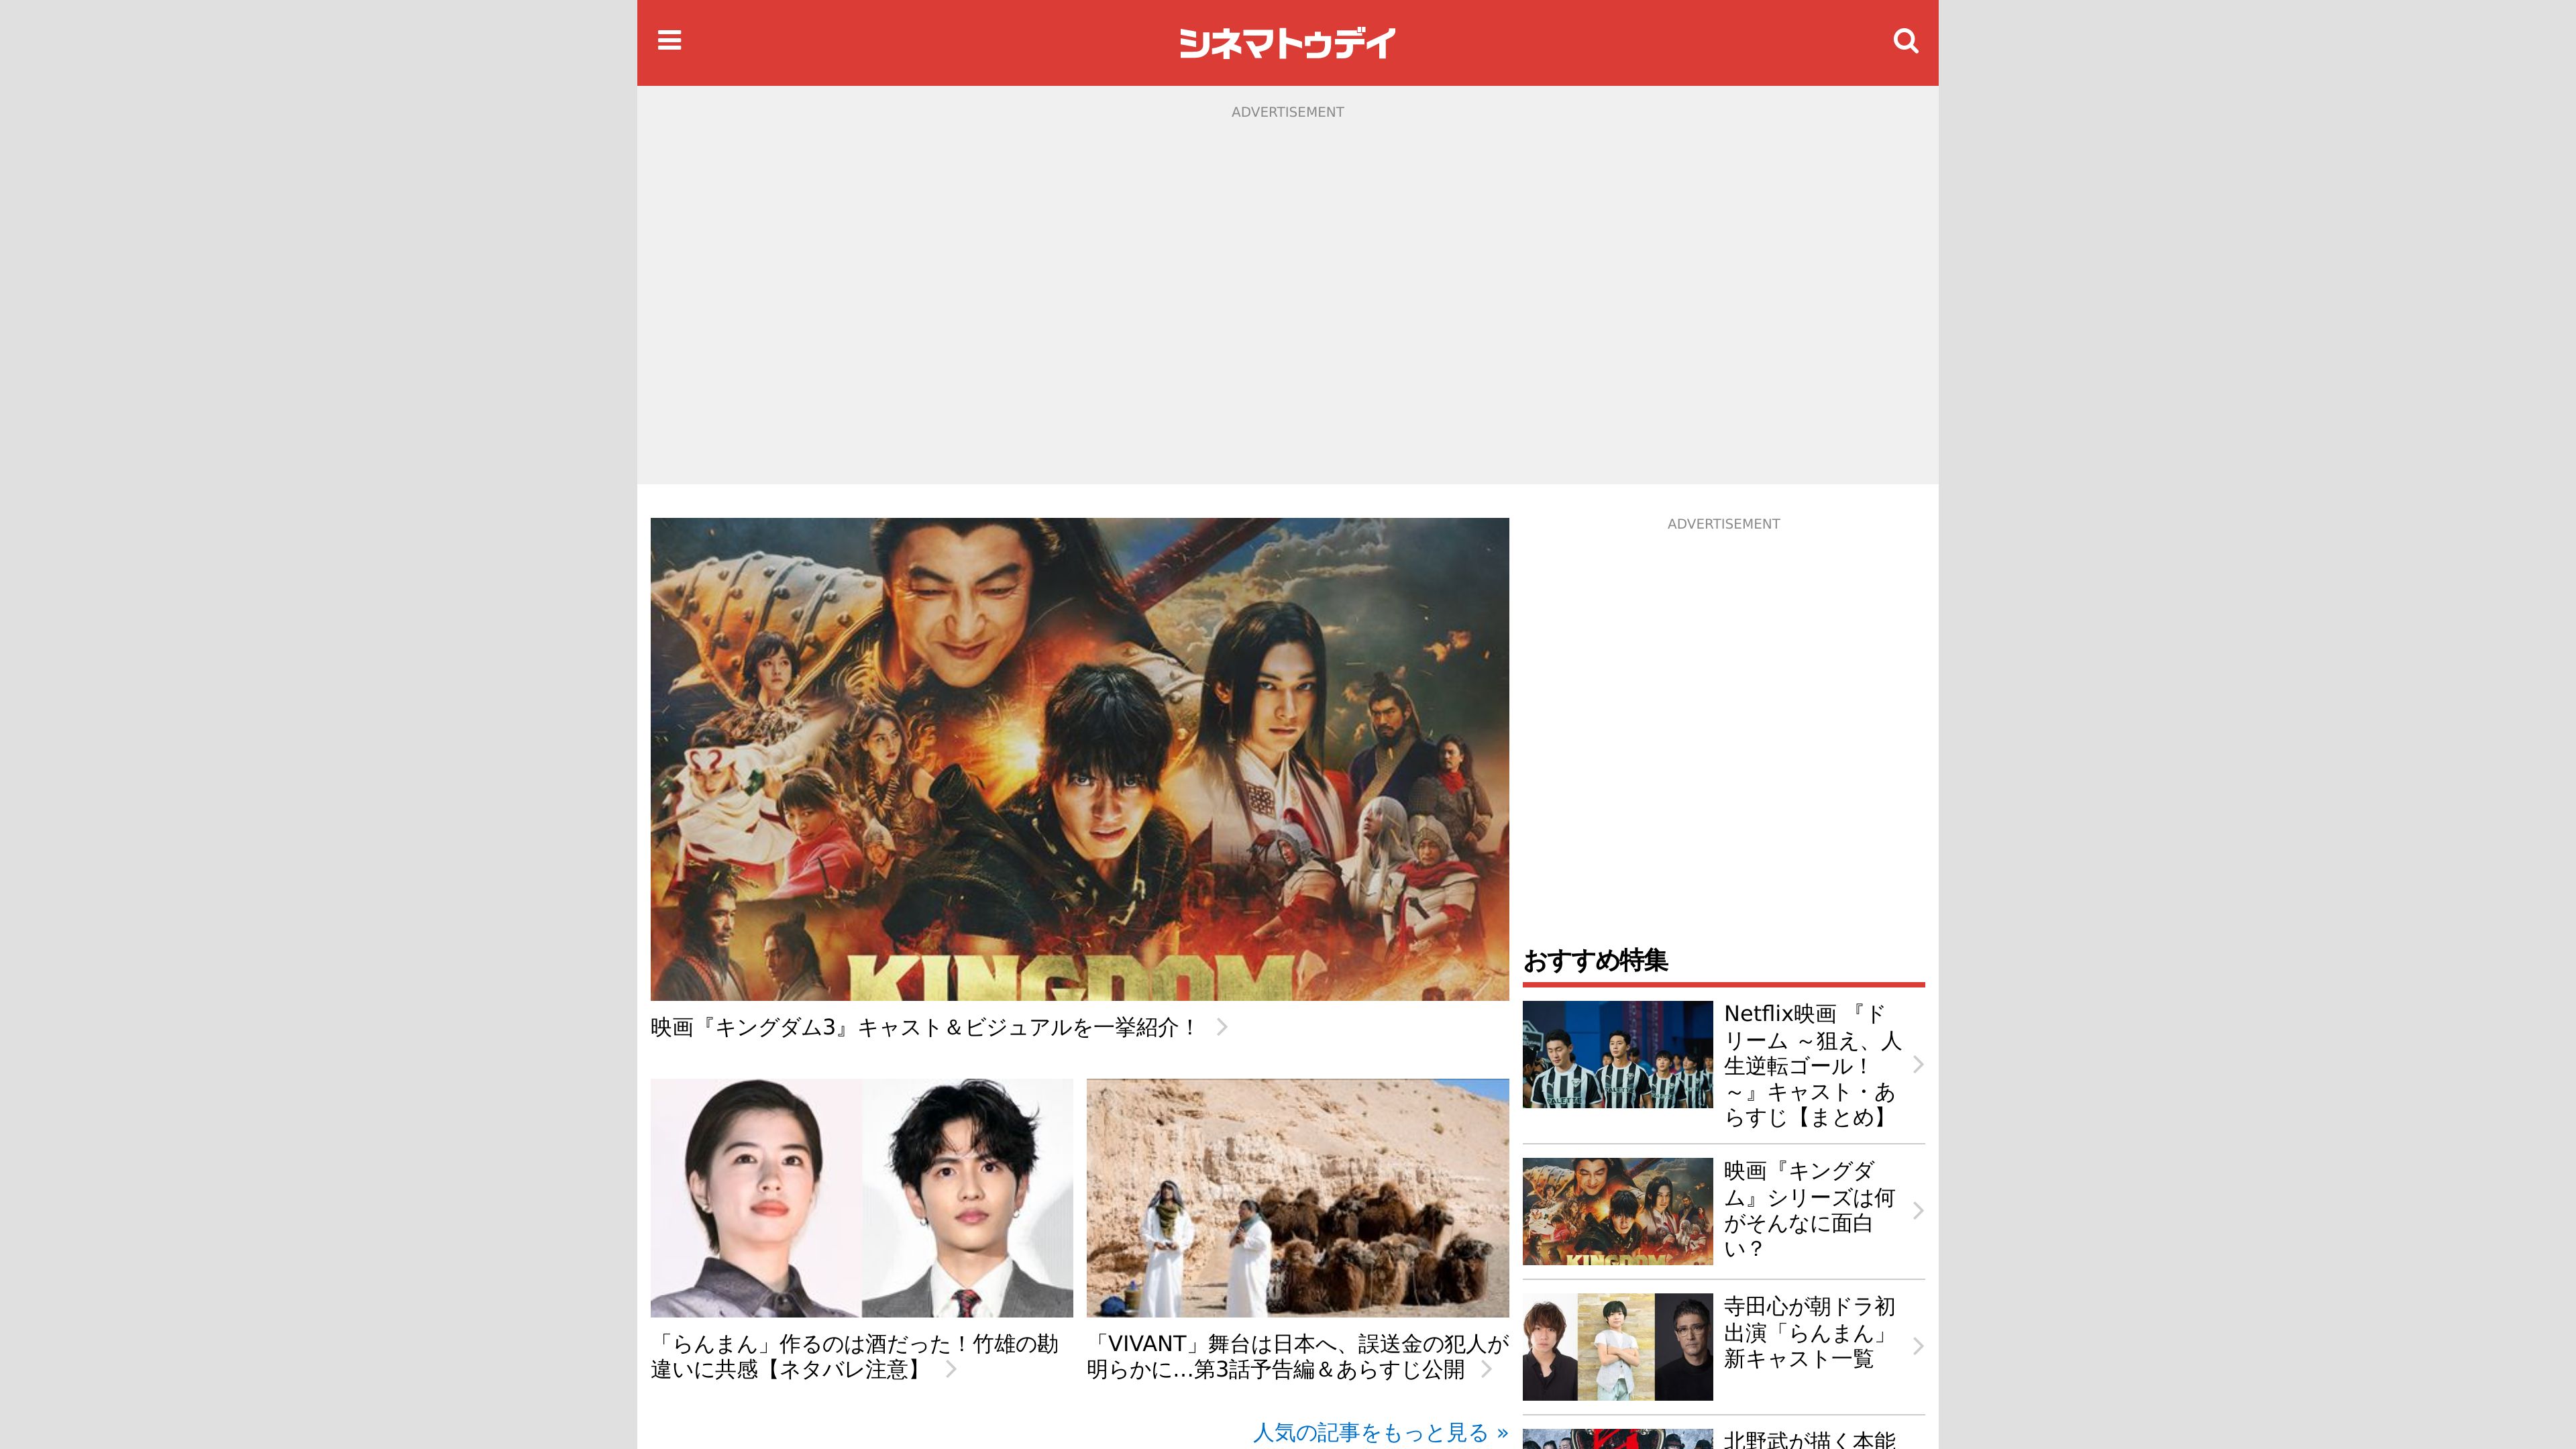 シネマトゥデイ
ADVERTISEMENT
KINGDOM
映画『キングダム3』キャスト＆ビジュアルを一挙紹介！
「らんまん」作るのは酒だった！竹雄の勘
違いに共感【ネタバレ注意】
「VIVANT」舞台は日本へ、誤送金の犯人が
明らかに…第3話予告編＆あらすじ公開
人気の記事をもっと見る »
ADVERTISEMENT
おすすめ特集
Netflix映画 『ド
リーム ～狙え、人
生逆転ゴール！
～』キャスト・あ
らすじ【まとめ】
映画『キングダ
ム』シリーズは何
がそんなに面白
い？
KINGDOM
寺田心が朝ドラ初
出演「らんまん」
新キャスト一覧
北野武が描く本能